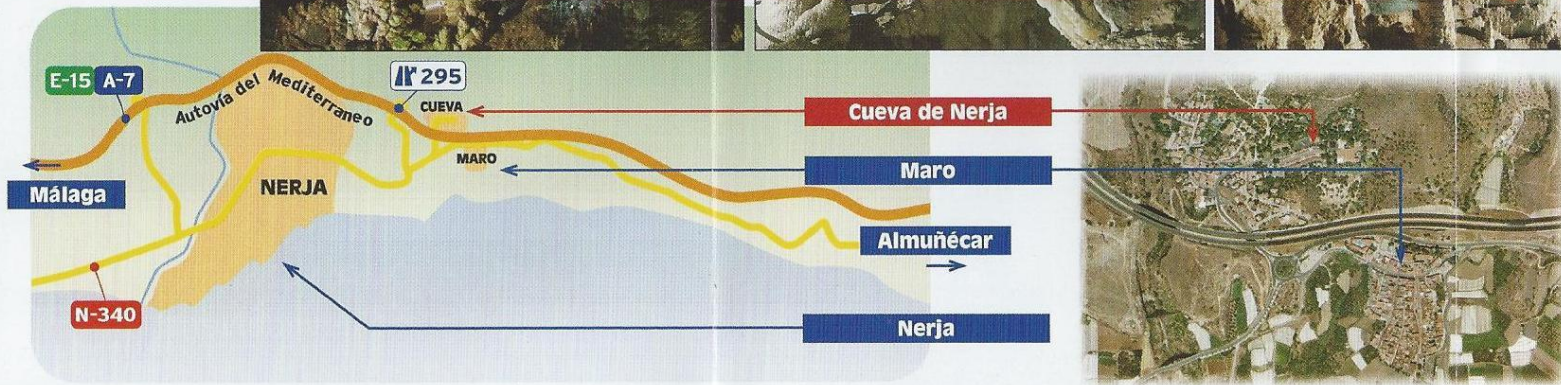 E-15 A-7
Autovía del Mediterraneo
295
CUEVA
Cueva de Nerja
MARO
Maro
Málaga
NERJA
Almuñécar
N-340
Nerja